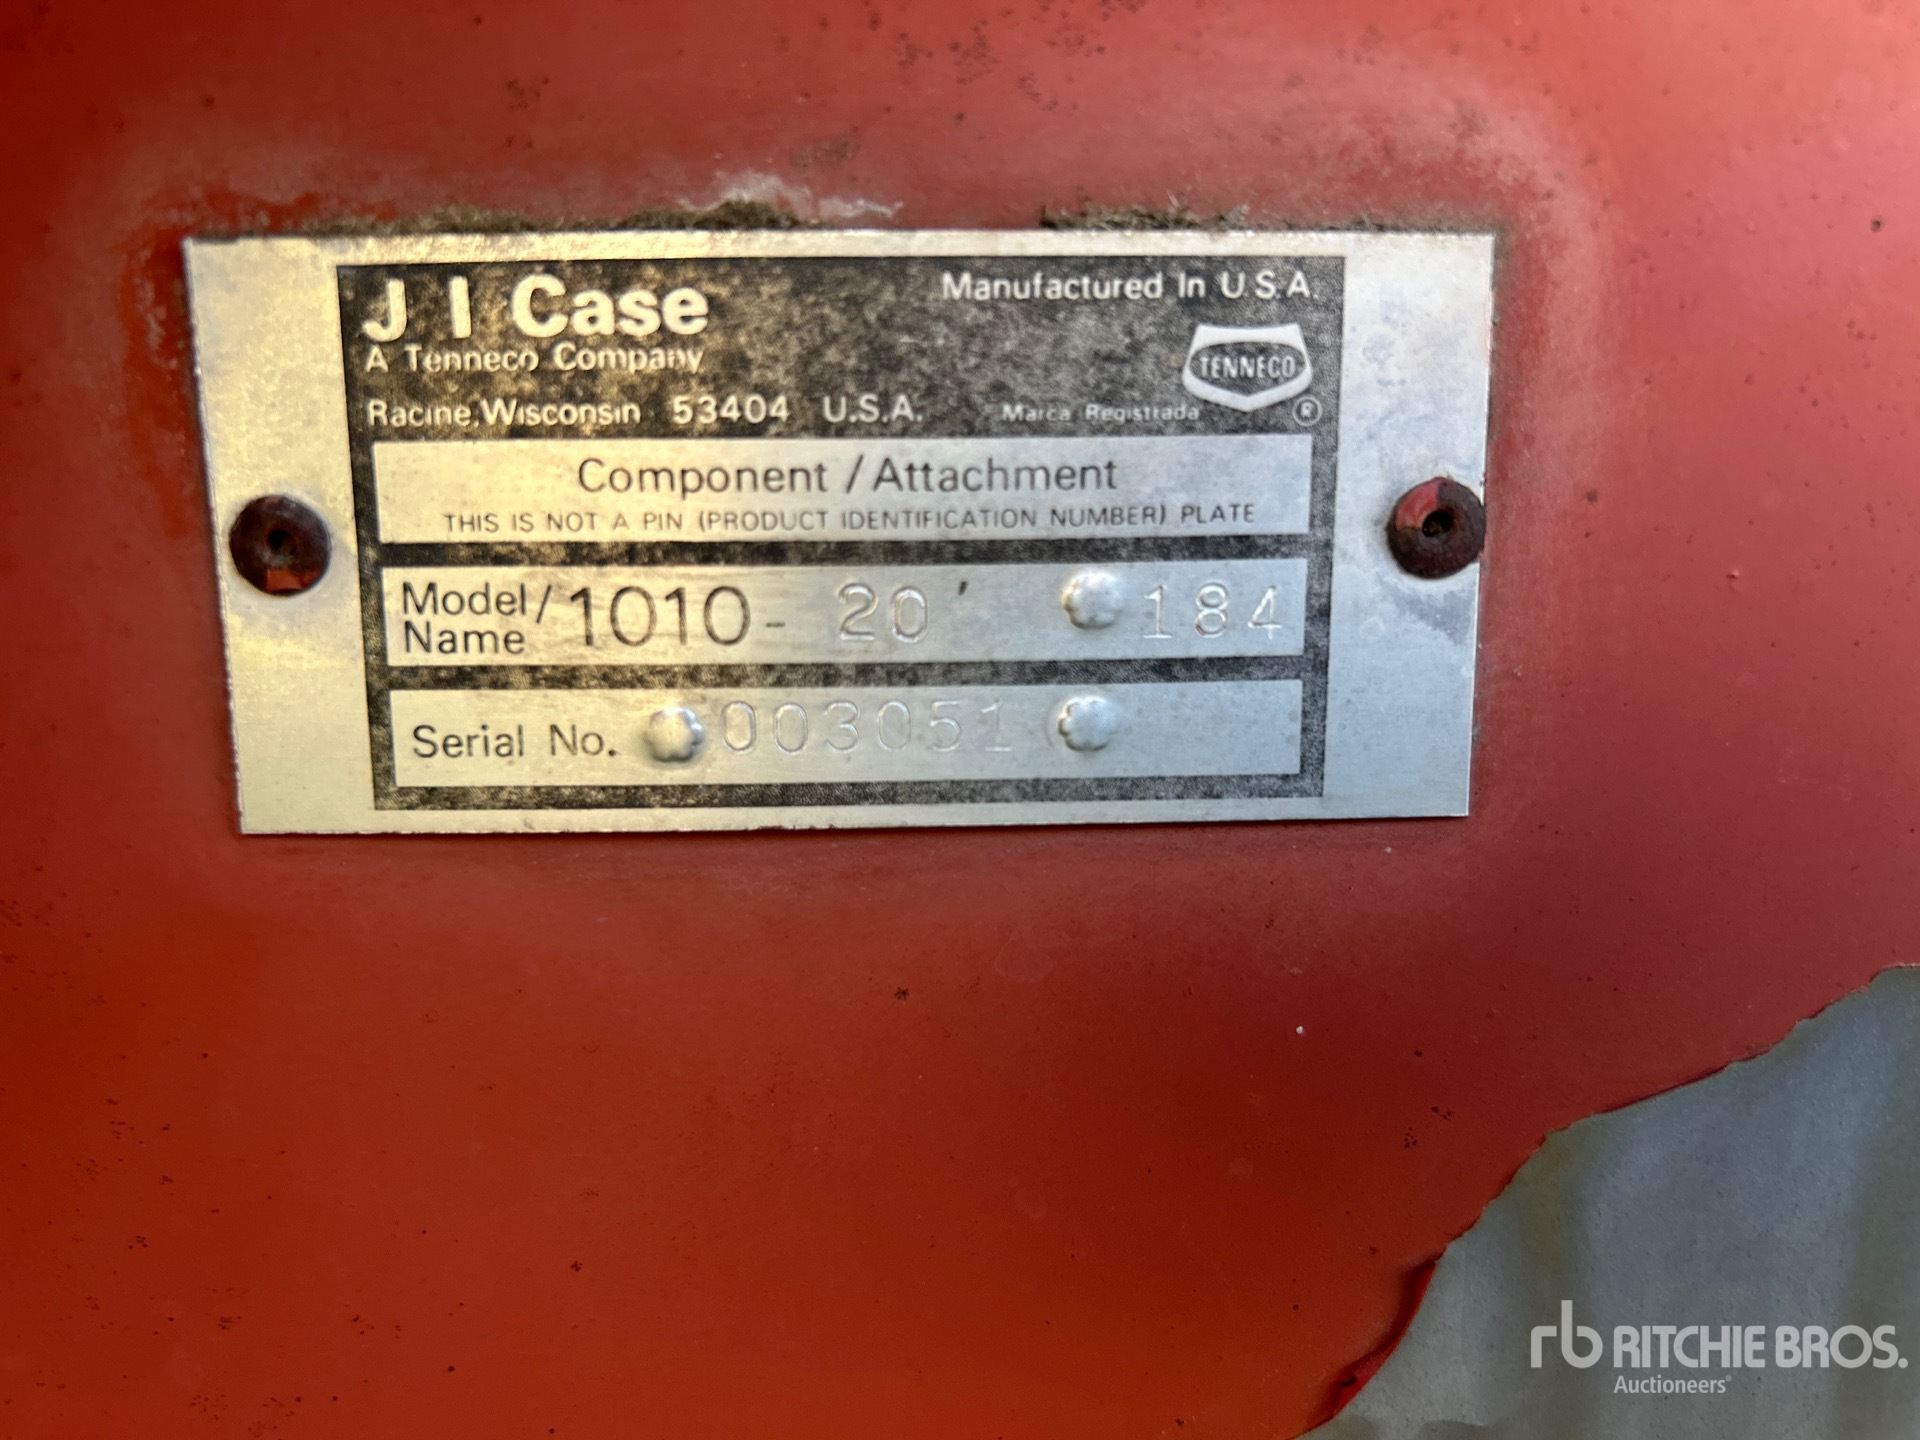 J I Case
Manufactured In U.S.A.
A Tenneco Company
TENNECO
Racine, Wisconsin 53404 U.S.A.
Marca Registrada ®
Component / Attachment
THIS IS NOT A PIN (PRODUCT IDENTIFICATION NUMBER) PLATE
Model/Name 1010- 20' 184
Serial No. 003051
rb RITCHIE BROS.
Auctioneers